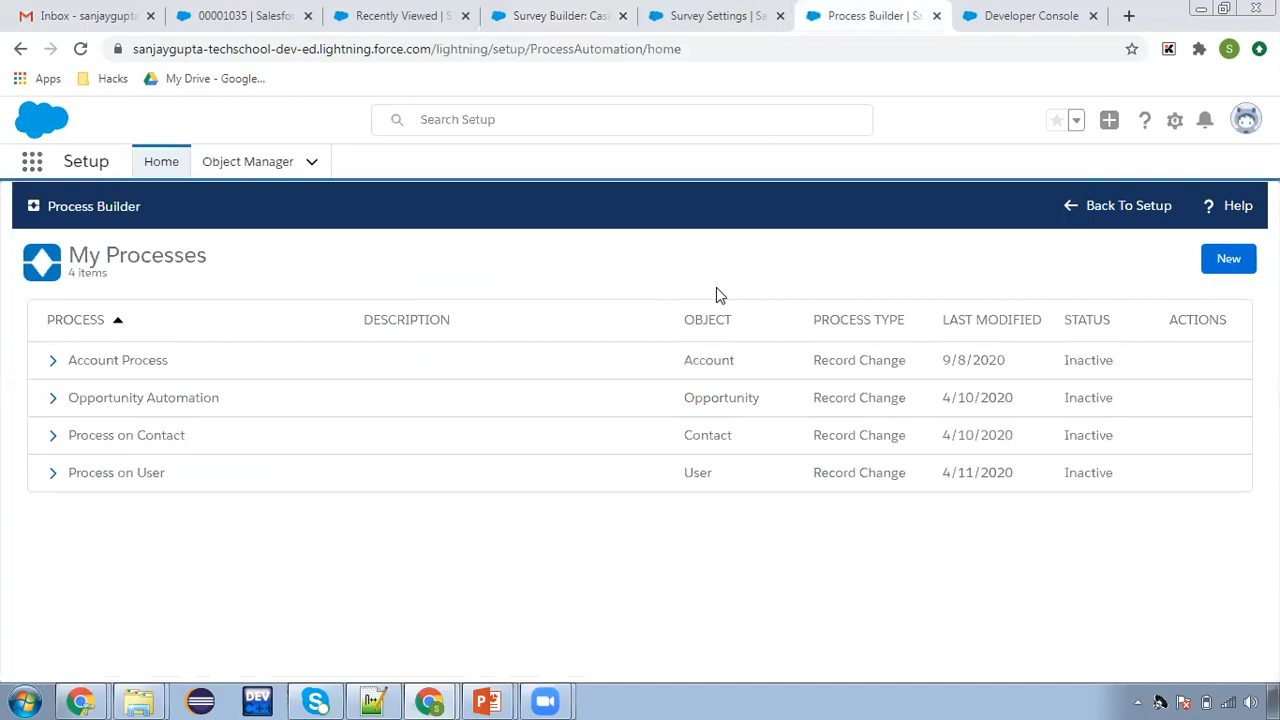 Inbox - sanjaygupta
00001035 | Salesfo
Recently Viewed | S
Survey Builder: Cas
Survey Settings | Sa
Process Builder | Sa
Developer Console
sanjaygupta-techschool-dev-ed.lightning.force.com/lightning/setup/ProcessAutomation/home
S
Apps
Hacks
My Drive - Google...
Search Setup
Setup
Home
Object Manager
Process Builder
Back To Setup
? Help
My Processes
4 items
New
PROCESS DESCRIPTION OBJECT PROCESS TYPE LAST MODIFIED STATUS ACTIONS
Account Process Account Record Change 9/8/2020 Inactive
Opportunity Automation Opportunity Record Change 4/10/2020 Inactive
Process on Contact Contact Record Change 4/10/2020 Inactive
Process on User User Record Change 4/11/2020 Inactive
DEV